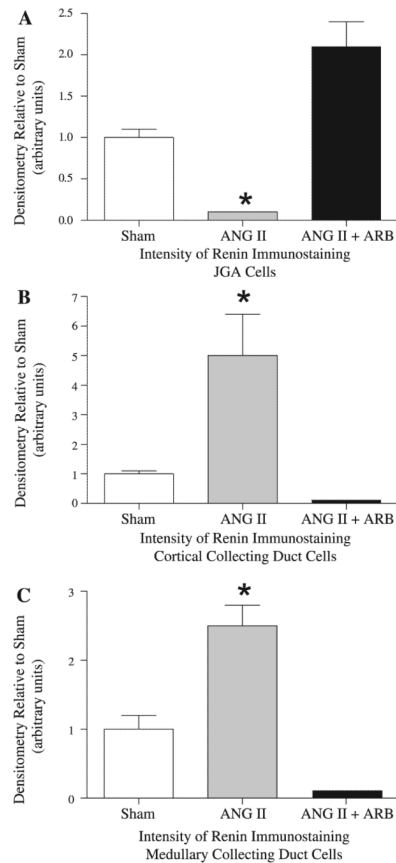 A
Densitometry Relative to Sham
(arbitrary units)
2.5
2.0
1.5
1.0
0.5
0.0
*
Sham ANG II ANG II + ARB
Intensity of Renin Immunostaining
JGA Cells
B
Densitometry Relative to Sham
(arbitrary units)
7
6
5
4
3
2
1
0
*
Sham ANG II ANG II + ARB
Intensity of Renin Immunostaining
Cortical Collecting Duct Cells
C
Densitometry Relative to Sham
(arbitrary units)
3
2
1
0
*
Sham ANG II ANG II + ARB
Intensity of Renin Immunostaining
Medullary Collecting Duct Cells